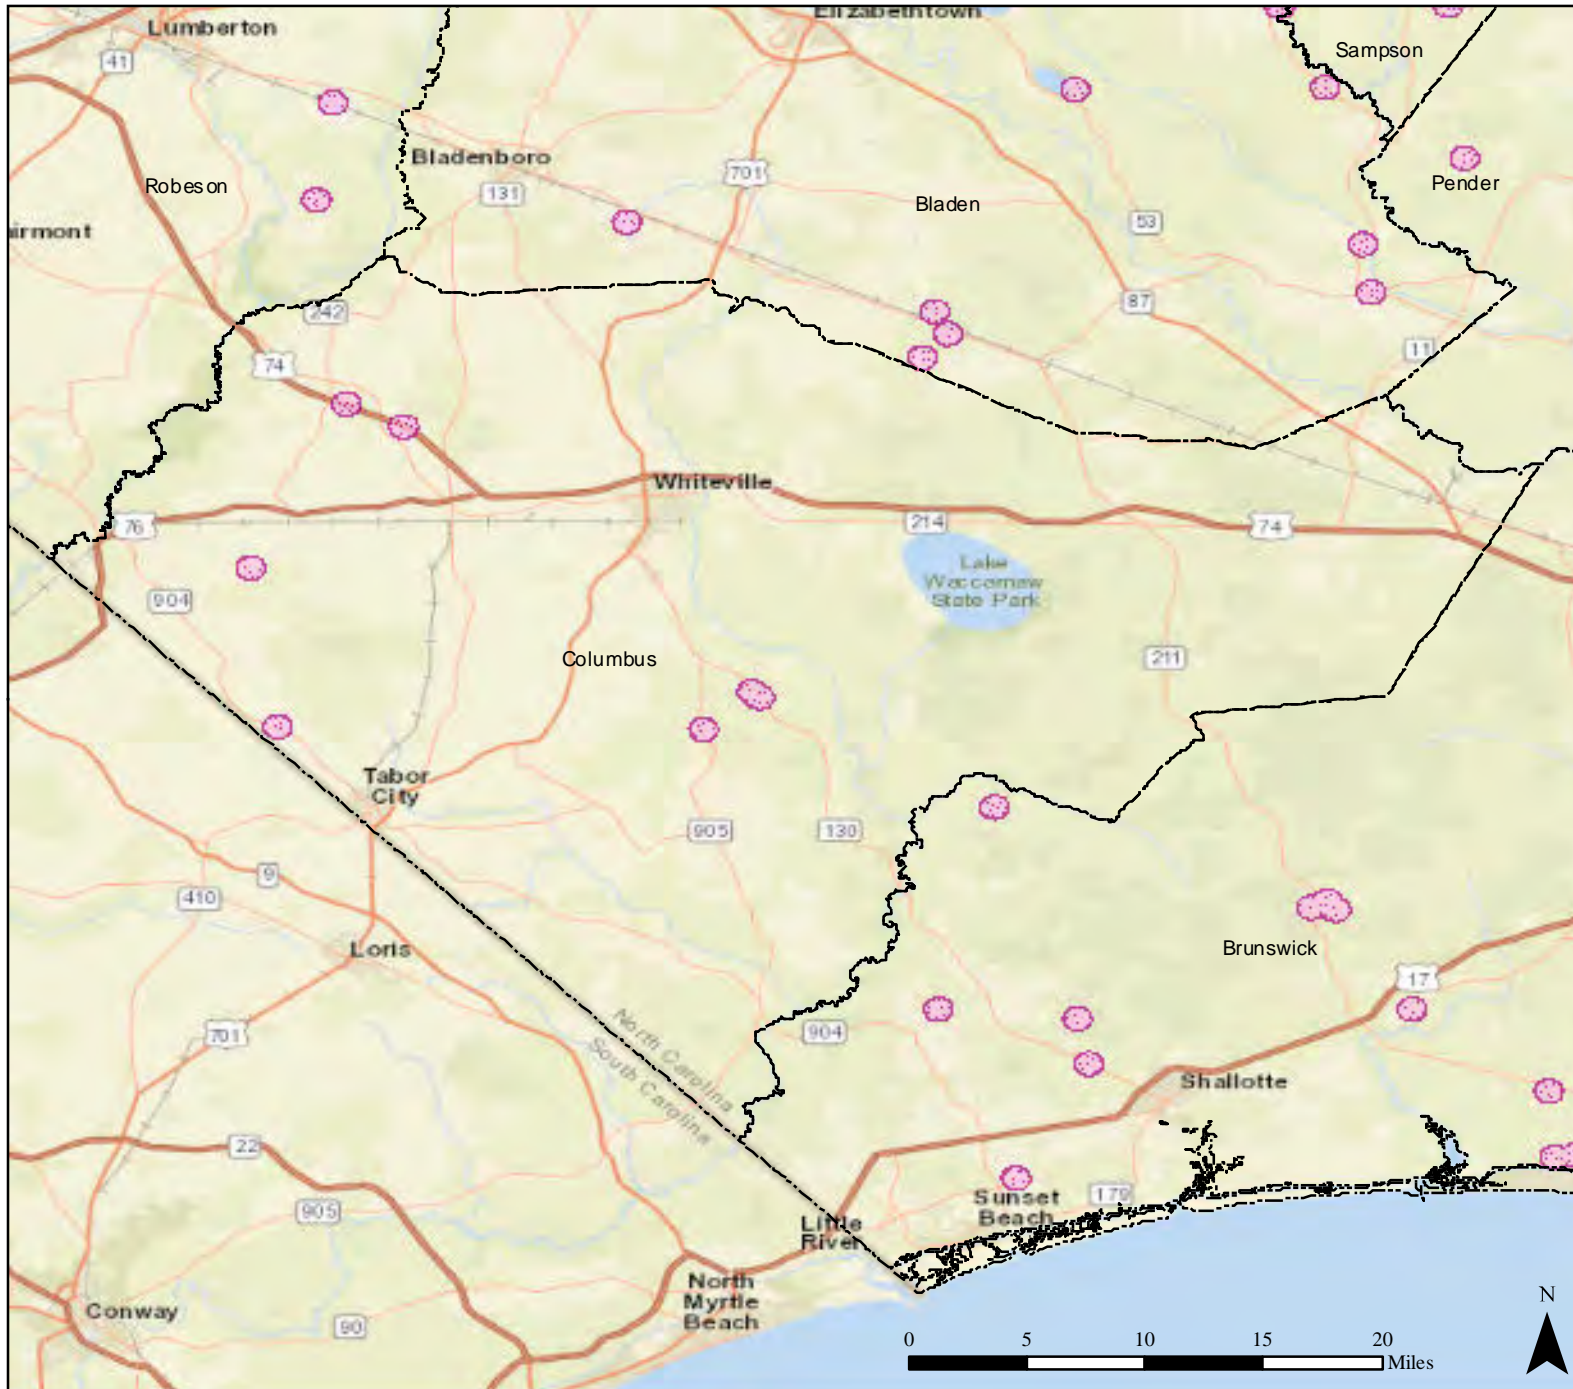 Elizabethtown
Lumberton
Sampson
41
Bladenboro
701
131
Robeson
Pender
Bladen
53
irmont
242
87
11
74
Whiteville
76
214
74
Lake
Waccamaw
State Park
904
Columbus
211
Tabor
City
905
130
9
410
Loris
Brunswick
17
North Carolina
South Carolina
701
904
Shallotte
22
179
Sunset
Beach
905
Little
River
North
Myrtle
Beach
Conway
90
N
0 5 10 15 20
Miles